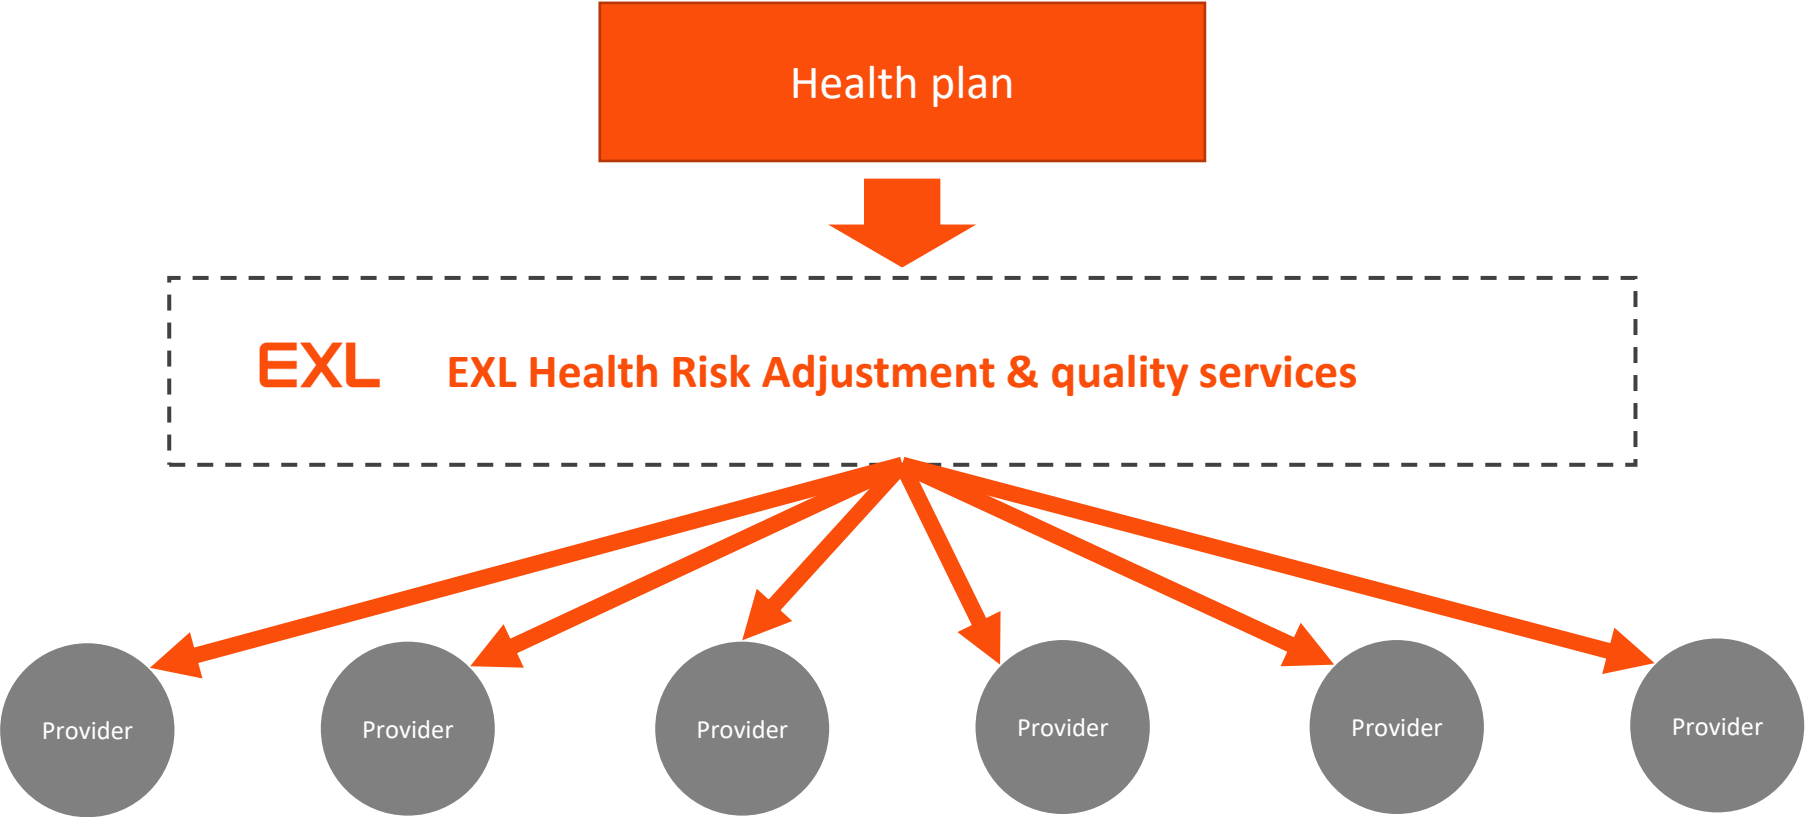 Health plan
EXL EXL Health Risk Adjustment & quality services
Provider Provider Provider Provider Provider Provider